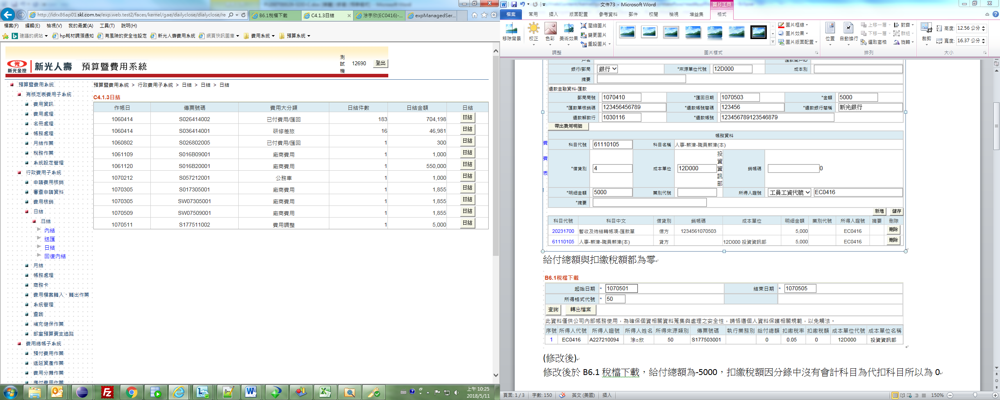 http://idrx86ap01.skl.com.tw/exp.web.test2/faces/kernel/gae/dailyclose/dialyclose/re
B6.1稅檔下載
C4.1.3日結
涂宇欣(EC0416)-...
expManagedSer...
檔案(F) 編輯(E) 檢視(V) 我的最愛(A) 工具(T) 說明(H)
建議的網站 hp耗材調漲通知 有風險的安全性設定 新光人壽費用系統 網頁快訊圖庫 費用系統 預算系統
新光金控 新光人壽 預算暨費用系統 測試機 12690 登出
預算暨費用系統
有核定表費用子系統
費用資訊
費用處理
名冊處理
帳務處理
月結作業
稅務作業
系統設定管理
行政費用子系統
申請費用核銷
審查申請資料
費用核銷
日結
日結
內結
送匯
日結
回復內結
月結
帳務處理
商務卡
費用檔案轉入、轉出作業
系統管理
查詢
補充健保作業
部室預算實支追蹤
費用總帳子系統
預付費用作業
遞延資產作業
費用分攤作業
應付費用作業
預算暨費用系統 > 行政費用子系統 > 日結 > 日結 > 日結
C4.1.3日結
作帳日 傳票號碼 費用大分類 日結件數 日結金額 日結
1060414 S026414002 已付費用/匯回 183 704,198 日結
1060414 S036414001 研修差旅 16 46,981 日結
1060802 S026802005 已付費用/匯回 1 300 日結
1061109 S016B09001 廠商費用 1 1,000 日結
1061120 S016B20001 廠商費用 1 550,000 日結
1070212 S057212001 公務車 1 1,000 日結
1070305 S017305001 廠商費用 1 1,855 日結
1070305 SW07305001 廠商費用 1 1,855 日結
1070509 SW07509001 廠商費用 1 1,855 日結
1070511 S177511002 費用調整 1 5,000 日結
上午 10:25
2018/5/11
文件73 - Microsoft Word 圖片工具
檔案 常用 插入 版面配置 參考資料 郵件 校閱 檢視 增益集 格式
移除背景 校正 色彩 美術效果 壓縮圖片 變更圖片 重設圖片
圖片框線 圖片效果 圖片版面配置
位置 自動換行 上移一層 下移一層 選取窗格 對齊 群組 旋轉
裁剪 高度: 12.56 公分 寬度: 16.37 公分
調整 圖片樣式 排列 大小
戶名 匯款開戶ID
銀行/郵局 銀行 *來源單位代號 12D000 成本別
摘要
還款金融資料-匯款
郵局局號 1070410 *匯回日期 1070503 *金額 5000
*匯款單核銷碼 123456456789 *還款帳號簡碼 123456 *還款銀行簡稱 新光銀行
還款解款行 1030116 *還款帳號 123456789123546879
帶出費用明細
帳務資料
費
費
表
科目代號 61110105 科目名稱 人事-薪津-職員薪津(本)
*借貸別 4 成本單位 12D000 投資資訊部 銷帳碼 0
*明細金額 5000 業別代號 所得人證號 工員工資代號 EC0416
*摘要
新增 儲存
科目代號 科目中文 借貸別 銷帳碼 成本單位 明細金額 業別代號 所得人證號 摘要 刪除
20231700 暫收及待結轉帳項-匯款單 借方 1234561070503 5,000 EC0416 刪除
61110105 人事-薪津-職員薪津(本) 貸方 12D000 投資資訊部 5,000 EC0416 刪除
給付總額與扣繳稅額都為零
B6.1稅檔下載
起始日期 * 1070501 結束日期 * 1070505
所得格式代號 * 50
查詢 轉出檔案
此資料僅供公司內部帳務使用，為確保個資相關資料蒐集與處理之安全性，請恪遵個人資料保護相關規範，以免觸法。
序號 所得人代號 所得人證號 所得人姓名 所得來源類別 傳票號碼 執行業務別 給付總額 扣繳稅率 扣繳稅額 成本單位代號 成本單位名稱
1 EC0416 A227210094 涂○欣 50 S177503001 0 0.05 0 12D000 投資資訊部
(修改後)
修改後於 B6.1 稅檔下載，給付總額為-5000，扣繳稅額因分錄中沒有會計科目為代扣科目所以為 0
頁面: 1 / 3 字數: 150 英文 (美國) 插入 150%